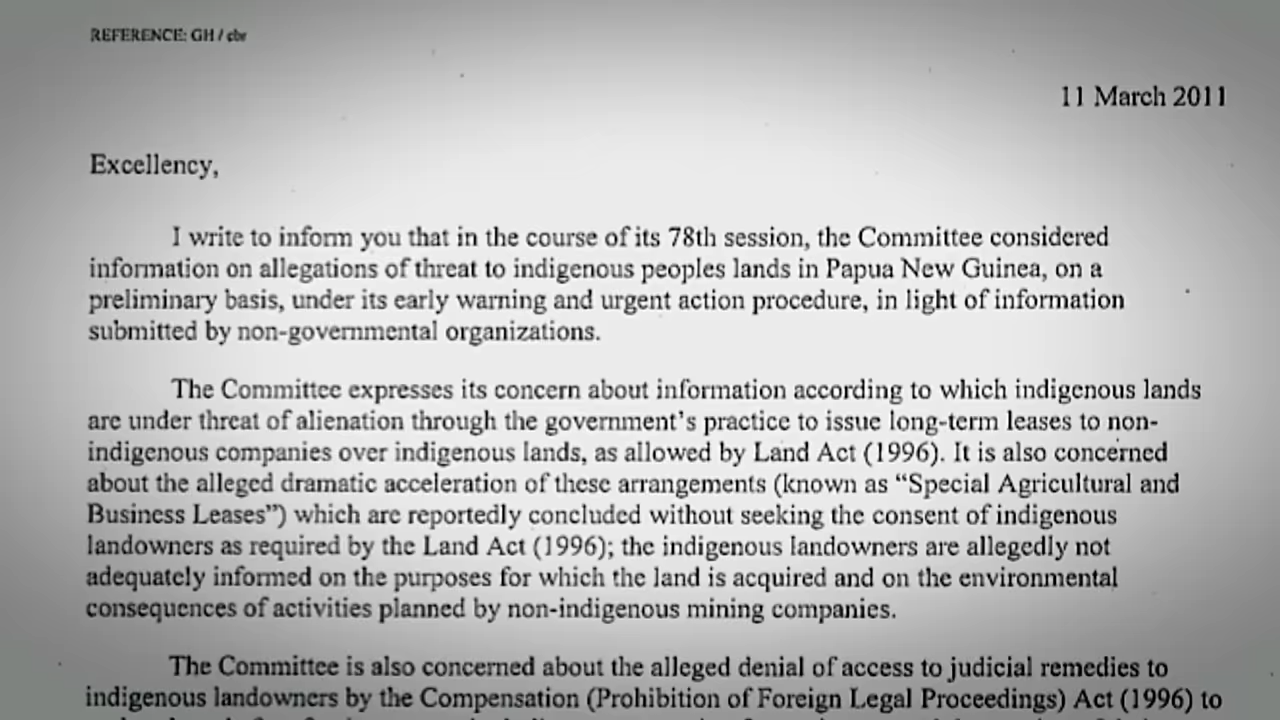 REFERENCE: GH / cbr
11 March 2011
Excellency,
I write to inform you that in the course of its 78th session, the Committee considered
information on allegations of threat to indigenous peoples lands in Papua New Guinea, on a
preliminary basis, under its early warning and urgent action procedure, in light of information
submitted by non-governmental organizations.
The Committee expresses its concern about information according to which indigenous lands
are under threat of alienation through the government's practice to issue long-term leases to non-
indigenous companies over indigenous lands, as allowed by Land Act (1996). It is also concerned
about the alleged dramatic acceleration of these arrangements (known as “Special Agricultural and
Business Leases”) which are reportedly concluded without seeking the consent of indigenous
landowners as required by the Land Act (1996); the indigenous landowners are allegedly not
adequately informed on the purposes for which the land is acquired and on the environmental
consequences of activities planned by non-indigenous mining companies.
The Committee is also concerned about the alleged denial of access to judicial remedies to
indigenous landowners by the Compensation (Prohibition of Foreign Legal Proceedings) Act (1996) to